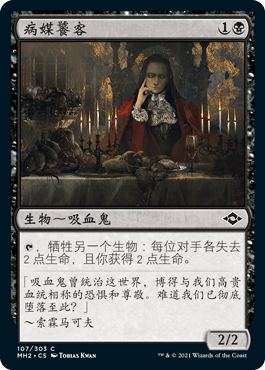 病媒饕客 1
生物～吸血鬼
，牺牲另一个生物：每位对手各失去
2点生命，且你获得2点生命。
「吸血鬼曾统治这世界，博得与我们高贵
血统相称的恐惧和尊敬。难道我们已彻底
堕落至此？」
～索霖马可夫
2/2
107/303 C
MH2 • CS TOBIAS KWAN
™ & © 2021 Wizards of the Coast